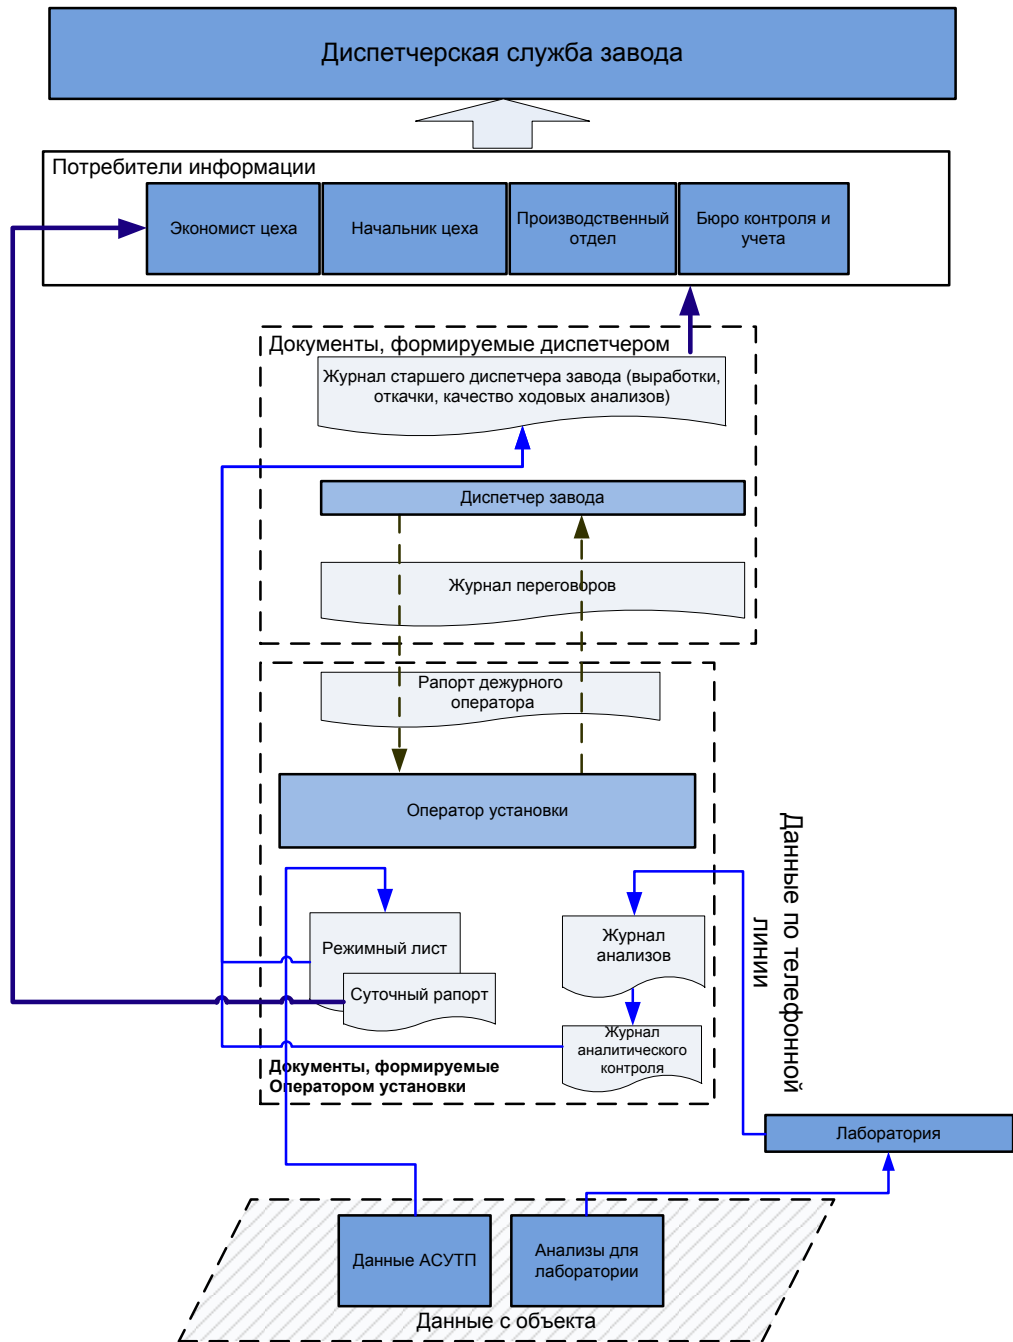 Диспетчерская служба завода
Потребители информации
Экономист цеха
Начальник цеха
Производственный
отдел
Бюро контроля и
учета
Документы, формируемые диспетчером
Журнал старшего диспетчера завода (выработки,
откачки, качество ходовых анализов)
Диспетчер завода
Журнал переговоров
Рапорт дежурного
оператора
Оператор установки
Данные по телефонной
линии
Режимный лист
Суточный рапорт
Журнал
анализов
Журнал
аналитического
контроля
Документы, формируемые
Оператором установки
Лаборатория
Данные АСУТП
Анализы для
лаборатории
Данные с объекта